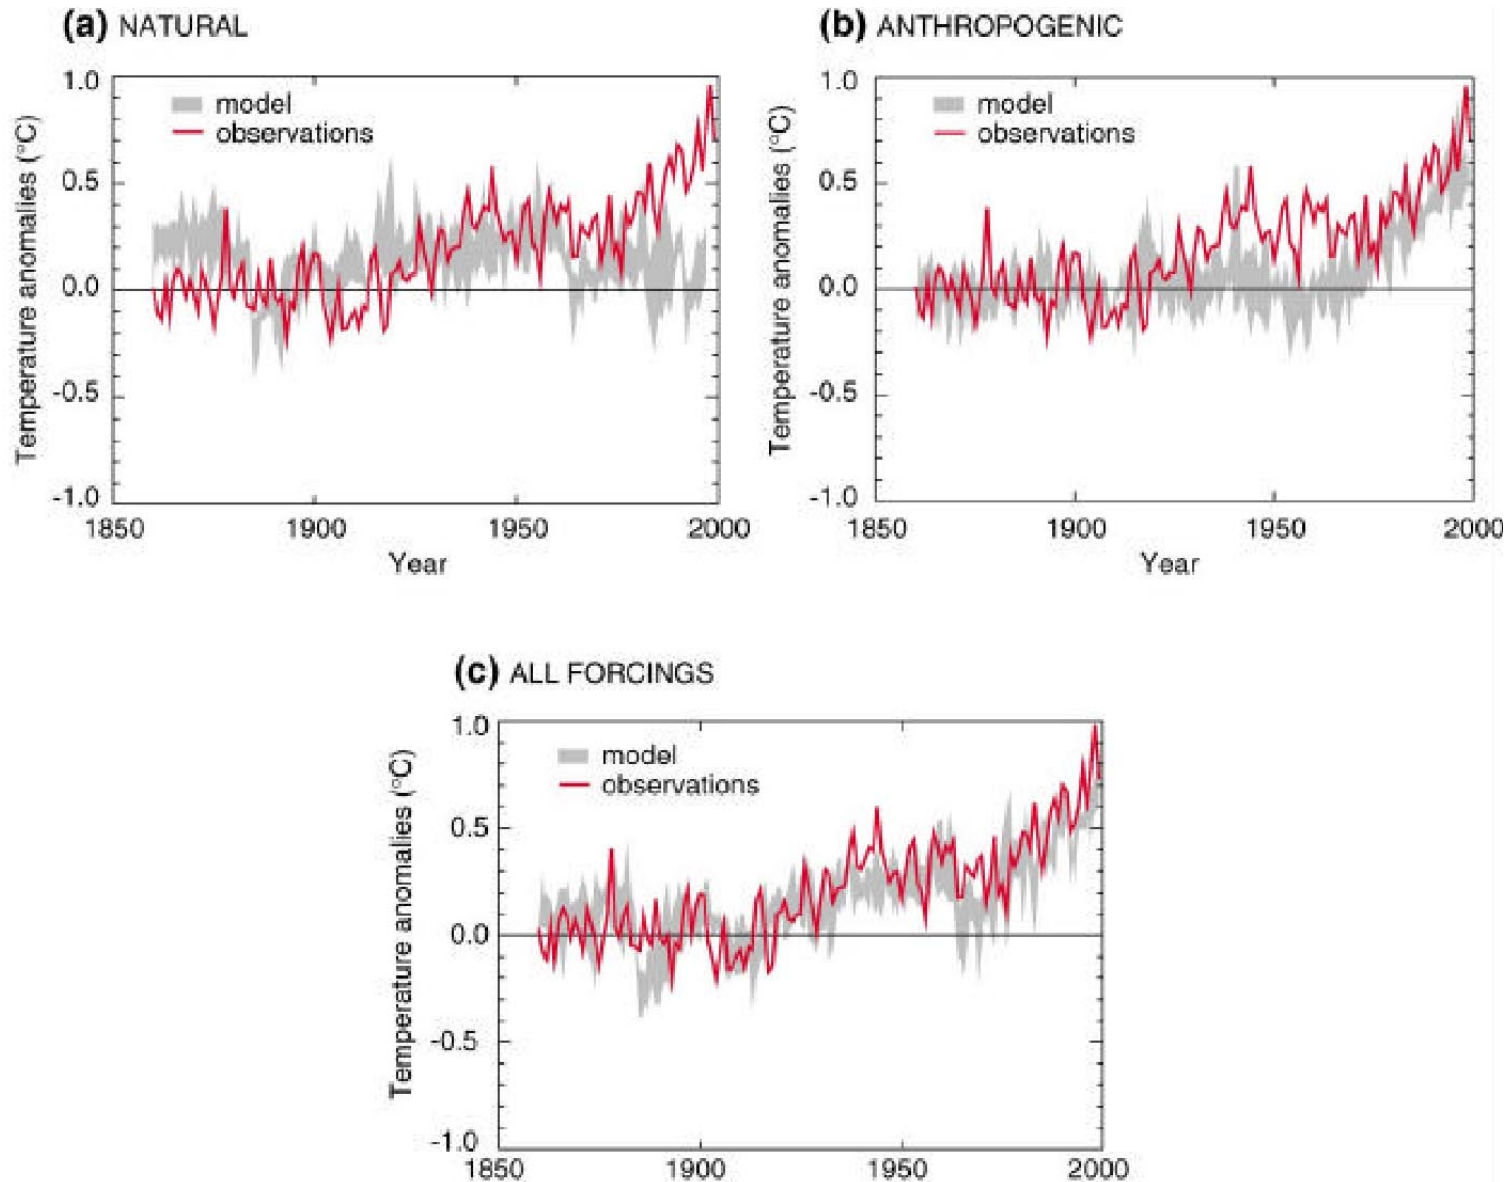 (a) NATURAL
1.0
0.5
0.0
-0.5
-1.0
Temperature anomalies (°C)
model
observations
1850 1900 1950 2000
Year
(b) ANTHROPOGENIC
1.0
0.5
0.0
-0.5
-1.0
Temperature anomalies (°C)
model
observations
1850 1900 1950 2000
Year
(c) ALL FORCINGS
1.0
0.5
0.0
-0.5
-1.0
Temperature anomalies (°C)
model
observations
1850 1900 1950 2000